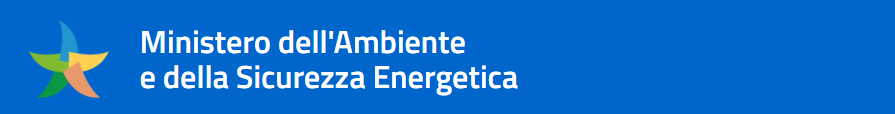 Ministero dell'Ambiente
e della Sicurezza Energetica